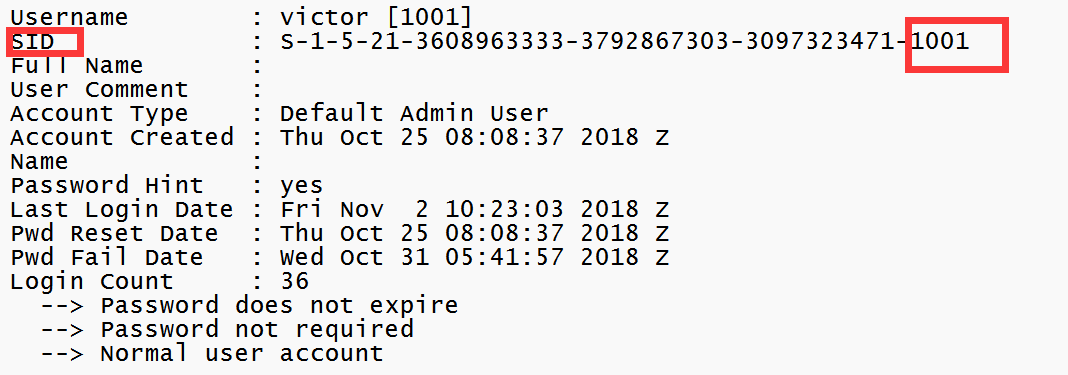 Username        : victor [1001]
SID             : S-1-5-21-3608963333-3792867303-3097323471-1001
Full Name       :
User Comment    :
Account Type    : Default Admin User
Account Created : Thu Oct 25 08:08:37 2018 Z
Name            :
Password Hint   : yes
Last Login Date : Fri Nov  2 10:23:03 2018 Z
Pwd Reset Date  : Thu Oct 25 08:08:37 2018 Z
Pwd Fail Date   : Wed Oct 31 05:41:57 2018 Z
Login Count     : 36
  --> Password does not expire
  --> Password not required
  --> Normal user account